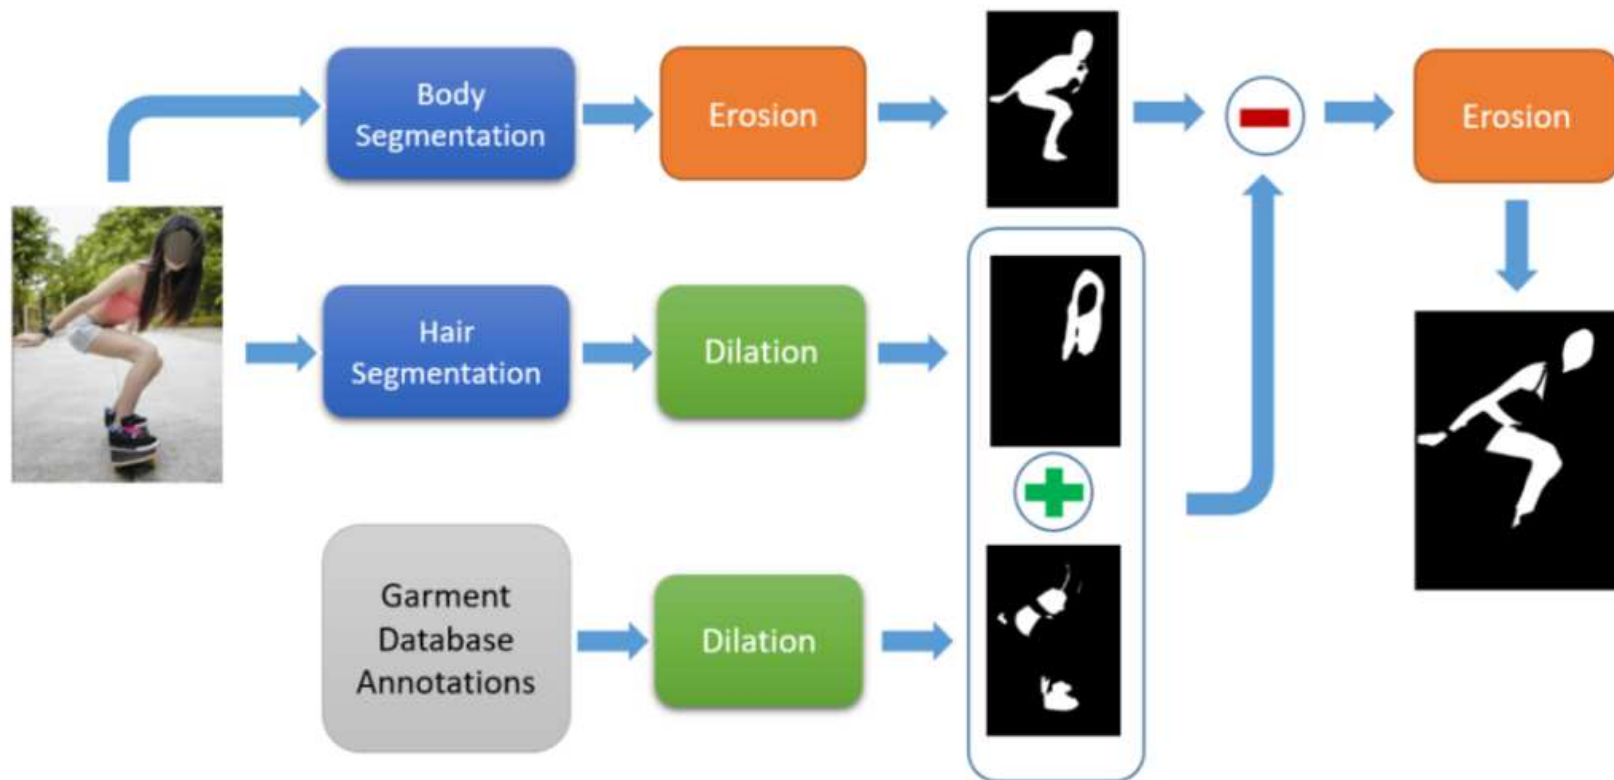 Body
Segmentation
Erosion
Erosion
Hair
Segmentation
Dilation
Garment
Database
Annotations
Dilation